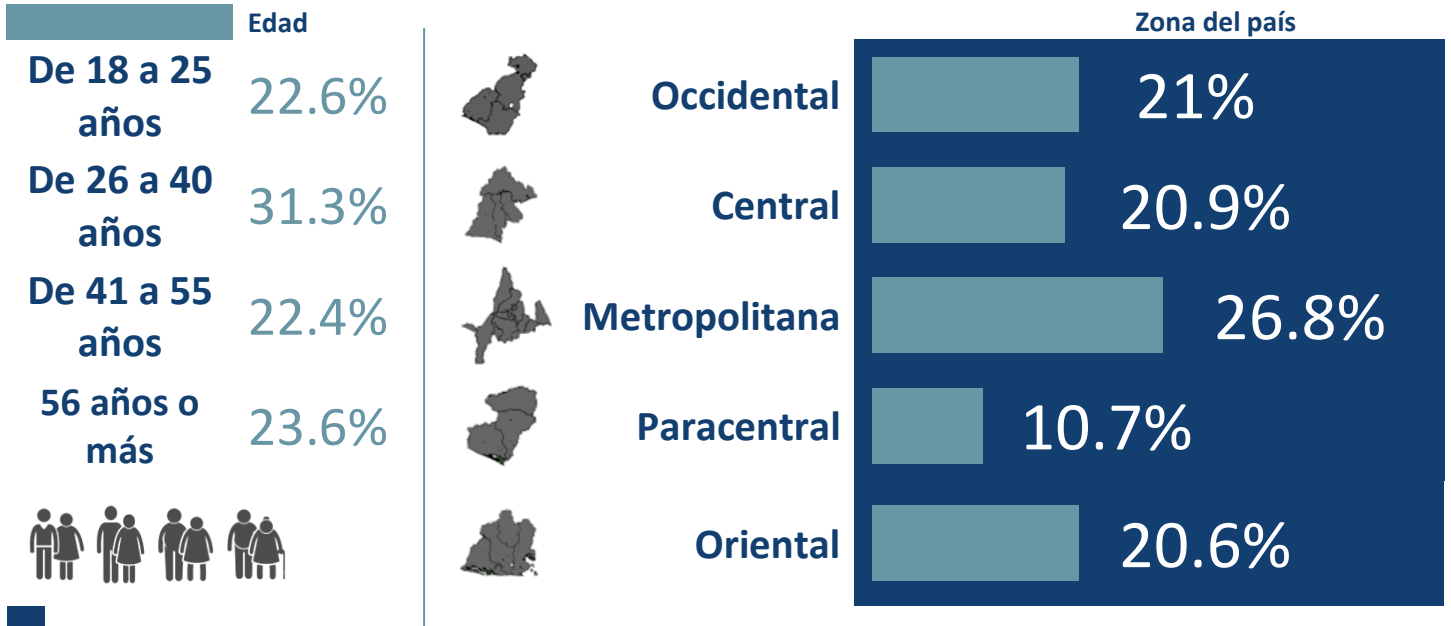 Edad
De 18 a 25
años
22.6%
De 26 a 40
años
31.3%
De 41 a 55
años
22.4%
56 años o
más
23.6%
Zona del país
Occidental
21%
Central
20.9%
Metropolitana
26.8%
Paracentral
10.7%
Oriental
20.6%